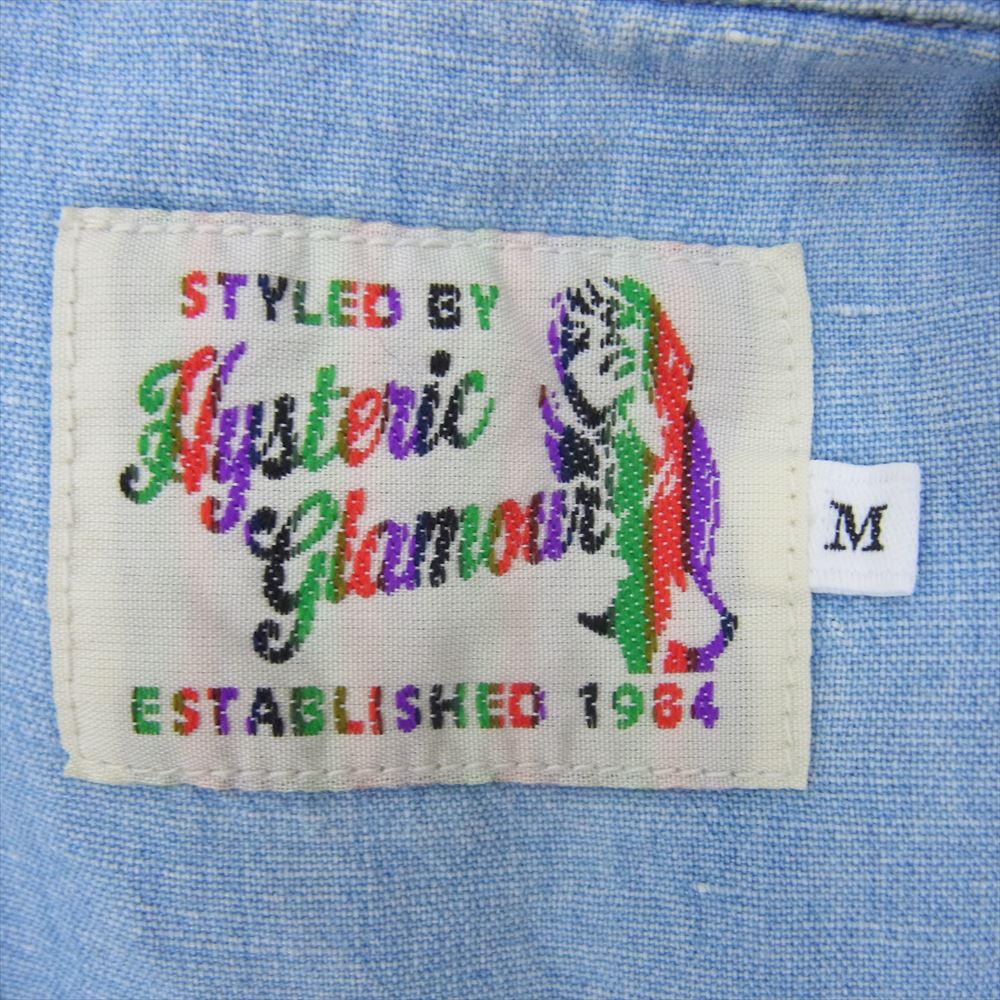 STYLED BY
Hysteric
Glamour
M
ESTABLISHED 1984